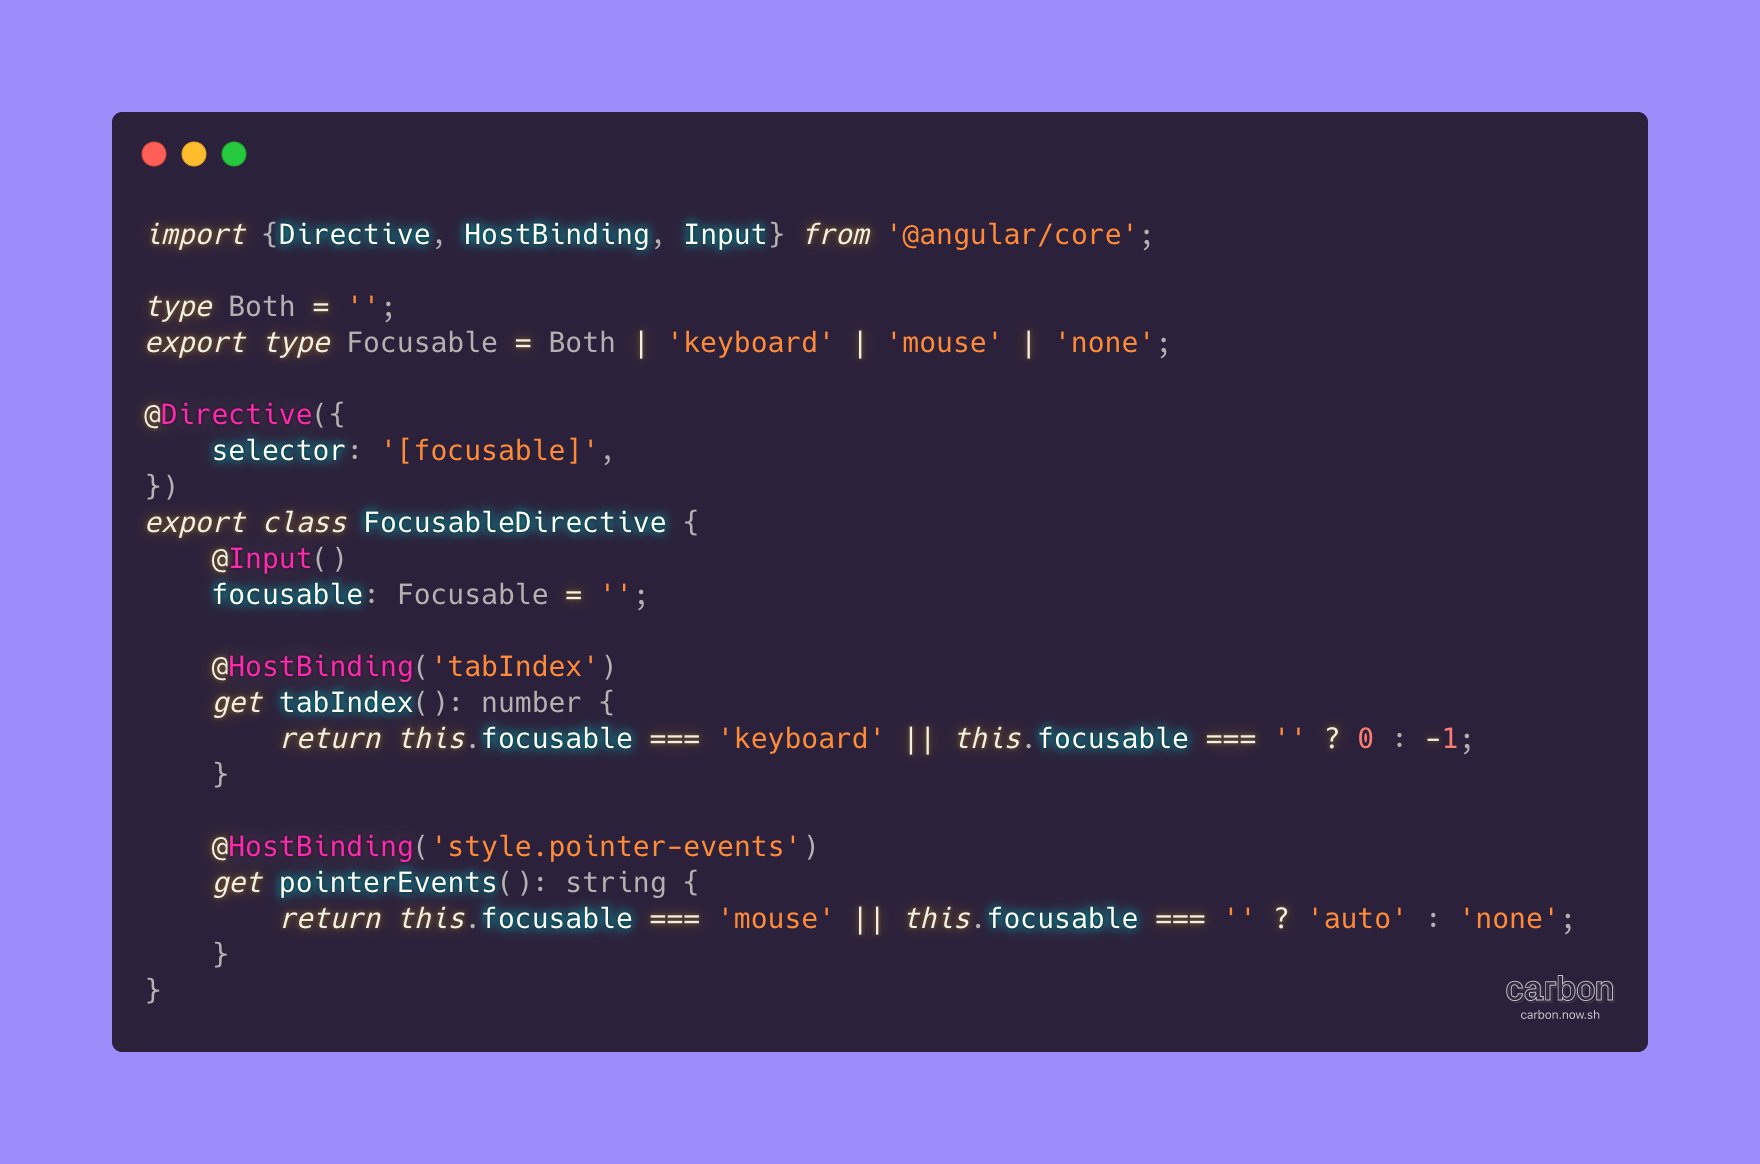 import {Directive, HostBinding, Input} from '@angular/core';
type Both = '';
export type Focusable = Both | 'keyboard' | 'mouse' | 'none';
@Directive({
    selector: '[focusable]',
})
export class FocusableDirective {
    @Input()
    focusable: Focusable = '';
    @HostBinding('tabIndex')
    get tabIndex(): number {
        return this.focusable === 'keyboard' || this.focusable === '' ? 0 : -1;
    }
    @HostBinding('style.pointer-events')
    get pointerEvents(): string {
        return this.focusable === 'mouse' || this.focusable === '' ? 'auto' : 'none';
    }
}
carbon
carbon.now.sh